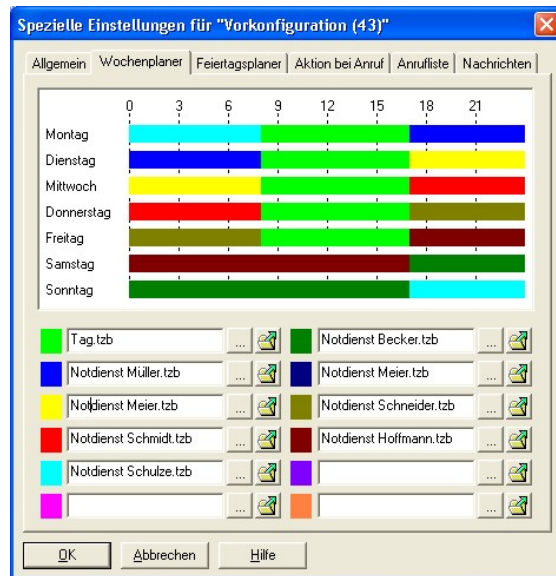 Spezielle Einstellungen für "Vorkonfiguration (43)"
Allgemein Wochenplaner Feiertagsplaner Aktion bei Anruf Anrufliste Nachrichten
0 3 6 9 12 15 18 21
Montag
Dienstag
Mittwoch
Donnerstag
Freitag
Samstag
Sonntag
Tag.tzb ... Notdienst Becker.tzb ...
Notdienst Müller.tzb ... Notdienst Meier.tzb ...
Notdienst Meier.tzb ... Notdienst Schneider.tzb ...
Notdienst Schmidt.tzb ... Notdienst Hoffmann.tzb ...
Notdienst Schulze.tzb ... ...
... ...
OK Abbrechen Hilfe